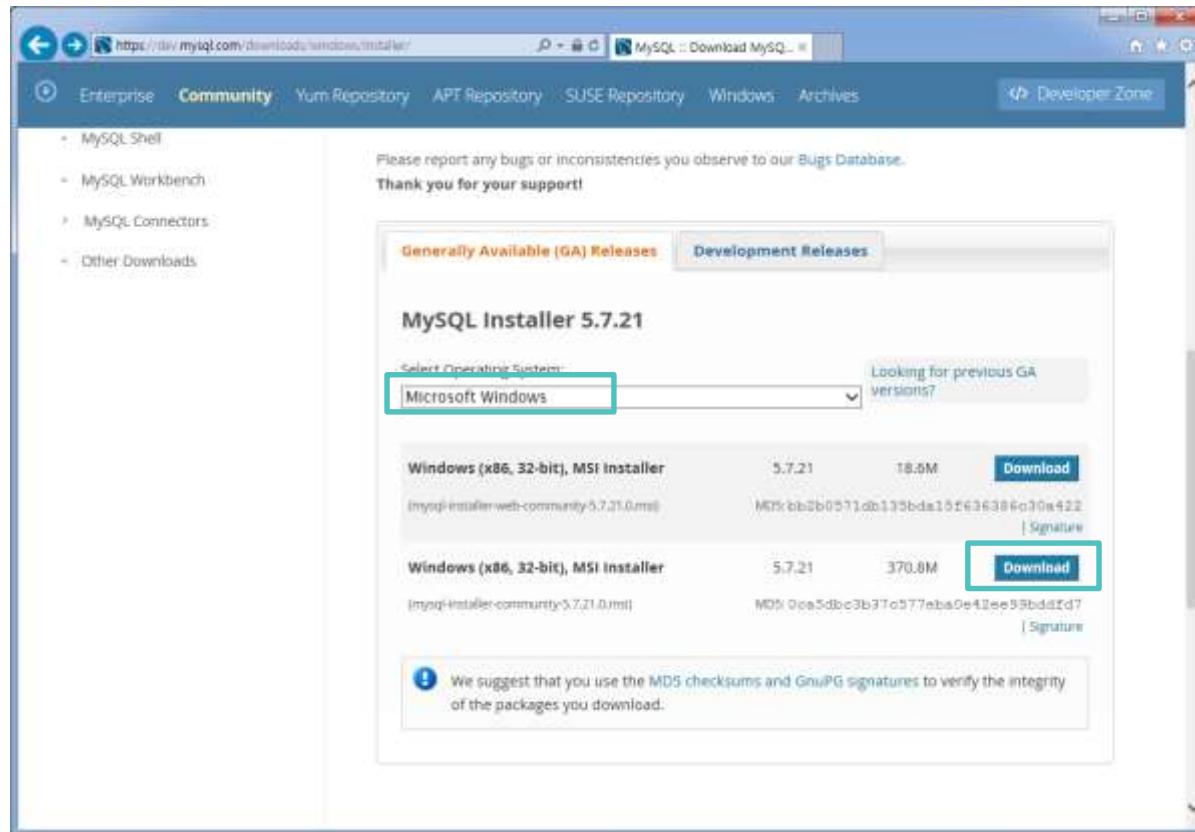 https://dev.mysql.com/downloads/windows/installer/
MySQL :: Download MySQ...
Enterprise Community Yum Repository APT Repository SUSE Repository Windows Archives
Developer Zone
MySQL Shell
MySQL Workbench
MySQL Connectors
Other Downloads
Please report any bugs or inconsistencies you observe to our Bugs Database.
Thank you for your support!
Generally Available (GA) Releases Development Releases
MySQL Installer 5.7.21
Select Operating System:
Microsoft Windows
Looking for previous GA
versions?
Windows (x86, 32-bit), MSI Installer 5.7.21 18.6M Download
(mysql-installer-web-community-5.7.21.0.msi) MD5:
| Signature
Windows (x86, 32-bit), MSI Installer 5.7.21 370.8M Download
(mysql-installer-community-5.7.21.0.msi) MD5:
| Signature
We suggest that you use the MD5 checksums and GnuPG signatures to verify the integrity
of the packages you download.